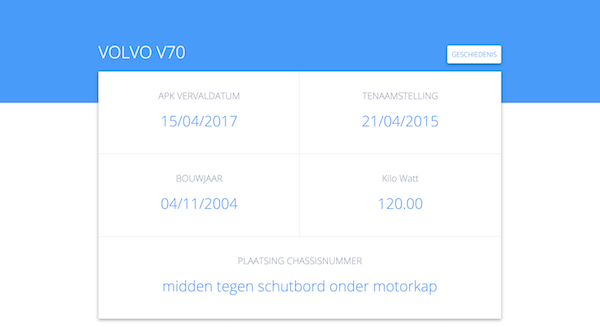 VOLVO V70
GESCHIEDENIS
APK VERVALDATUM
15/04/2017
TENAAMSTELLING
21/04/2015
BOUWJAAR
04/11/2004
Kilo Watt
120.00
PLAATSING CHASSISNUMMER
midden tegen schutbord onder motorkap